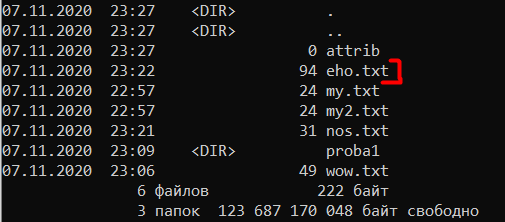 07.11.2020 23:27 <DIR> .
07.11.2020 23:27 <DIR> ..
07.11.2020 23:27 0 attrib
07.11.2020 23:22 94 eho.txt
07.11.2020 22:57 24 my.txt
07.11.2020 22:57 24 my2.txt
07.11.2020 23:21 31 nos.txt
07.11.2020 23:09 <DIR> proba1
07.11.2020 23:06 49 wow.txt
6 файлов 222 байт
3 папок 123 687 170 048 байт свободно